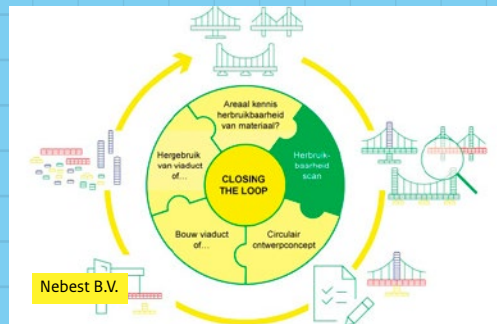 Areaal kennis
herbruikbaarheid
van materiaal?
Herbruik-
baarheid
scan
Hergebruik
van viaduct
of...
CLOSING
THE LOOP
Bouw viaduct
of...
Circulair
ontwerpconcept
Nebest B.V.